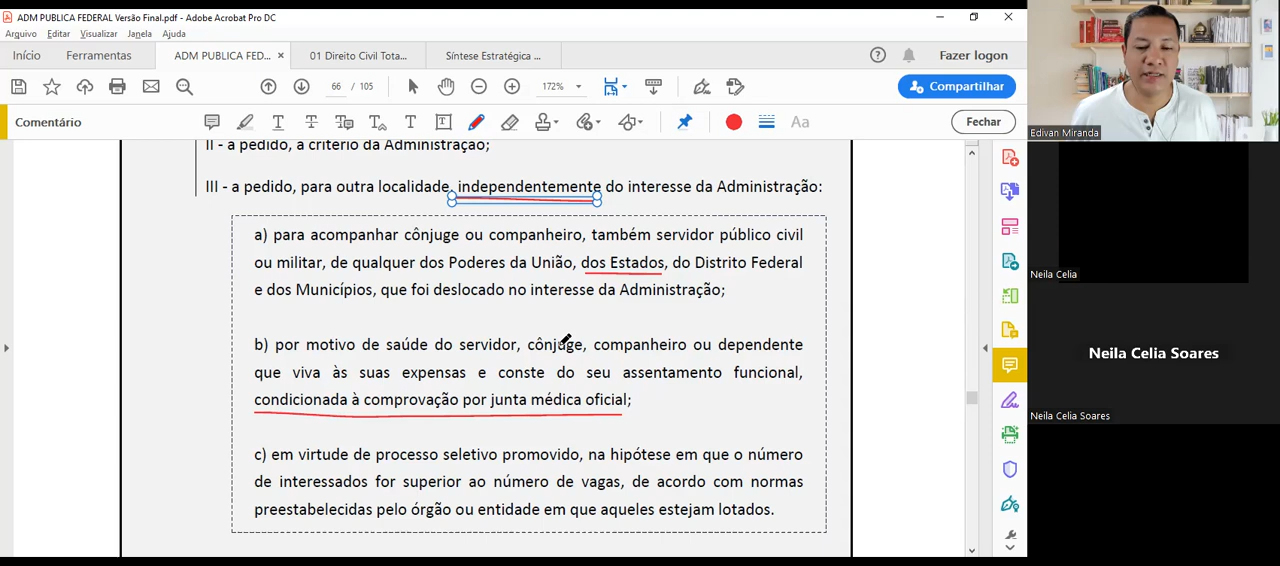 ADM PUBLICA FEDERAL Versão Final.pdf - Adobe Acrobat Pro DC
Arquivo Editar Visualizar Janela Ajuda
Início Ferramentas ADM PUBLICA FED... × 01 Direito Civil Tota... Síntese Estratégica ... Fazer logon
66 / 105 172% Compartilhar
Comentário Aa Fechar
II - a pedido, a critério da Administração;
III - a pedido, para outra localidade, independentemente do interesse da Administração:
a) para acompanhar cônjuge ou companheiro, também servidor público civil
ou militar, de qualquer dos Poderes da União, dos Estados, do Distrito Federal
e dos Municípios, que foi deslocado no interesse da Administração;
b) por motivo de saúde do servidor, cônjuge, companheiro ou dependente
que viva às suas expensas e conste do seu assentamento funcional,
condicionada à comprovação por junta médica oficial;
c) em virtude de processo seletivo promovido, na hipótese em que o número
de interessados for superior ao número de vagas, de acordo com normas
preestabelecidas pelo órgão ou entidade em que aqueles estejam lotados.
Edivan Miranda
Neila Celia
Neila Celia Soares
Neila Celia Soares